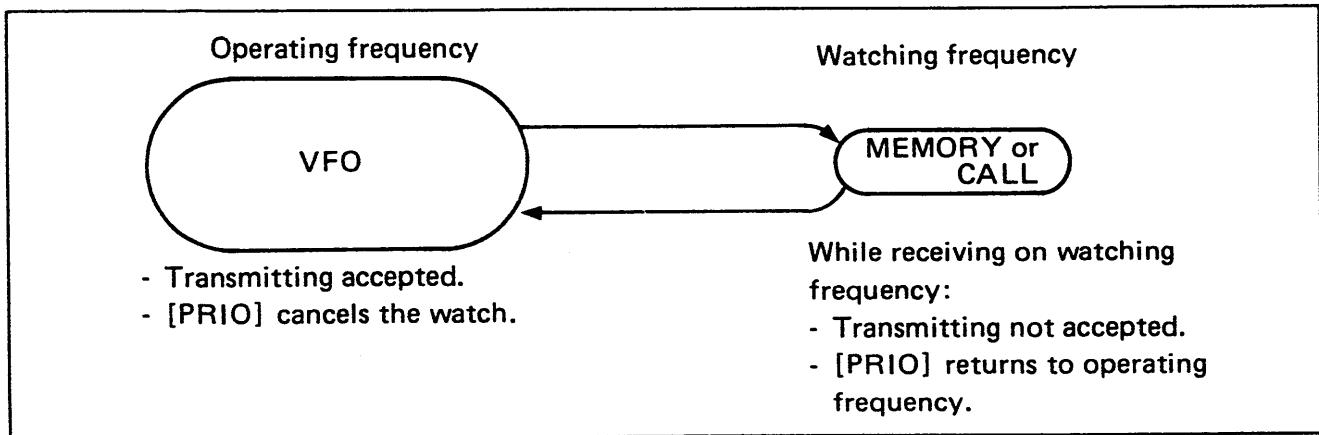 Operating frequency
Watching frequency
VFO
MEMORY or
CALL
- Transmitting accepted.
- [PRIO] cancels the watch.
While receiving on watching
frequency:
- Transmitting not accepted.
- [PRIO] returns to operating
frequency.